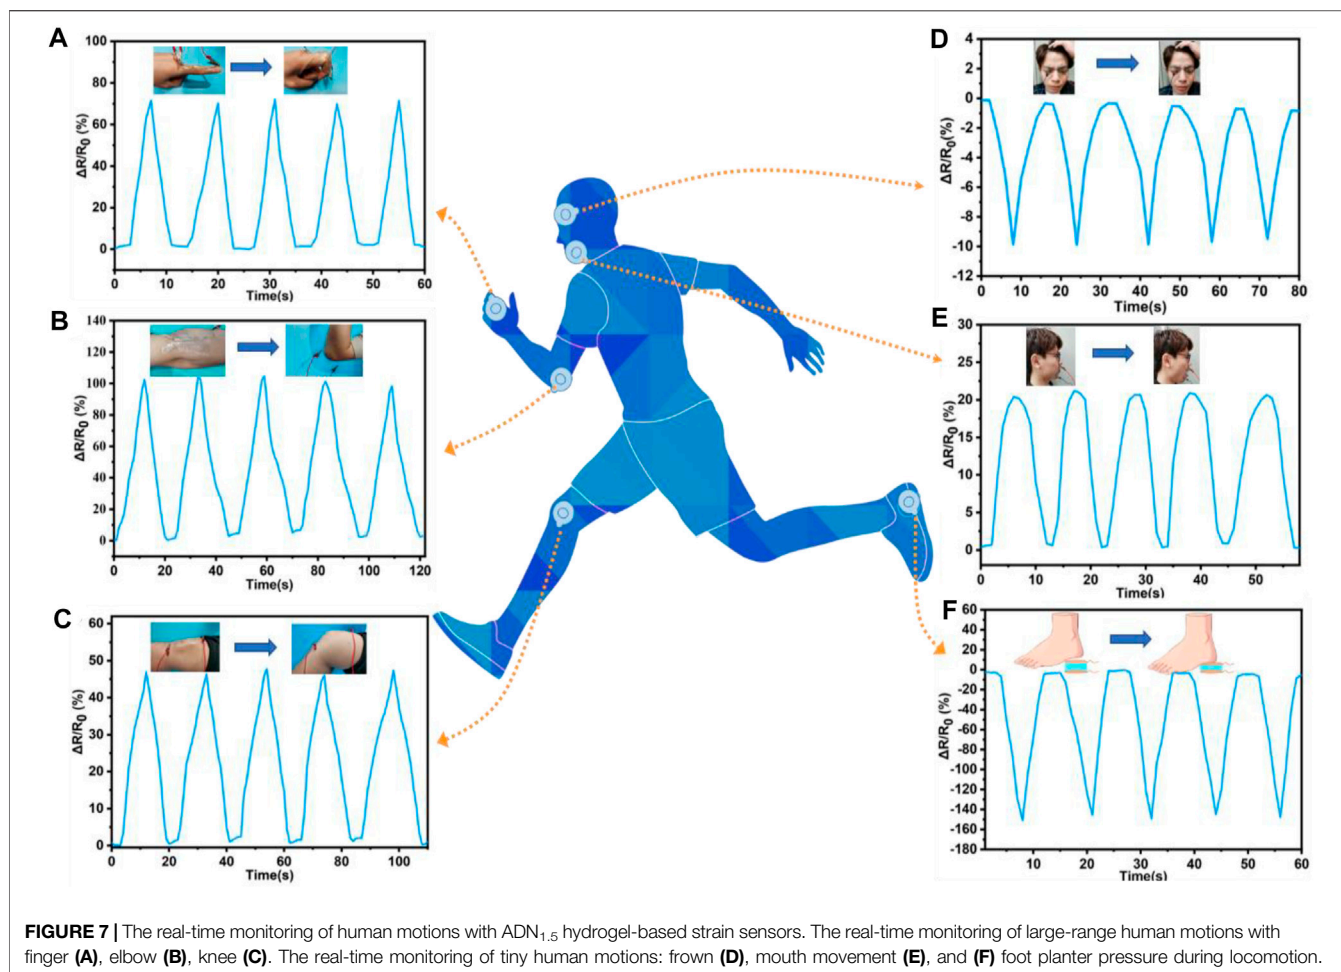 A
100
80
60
40
20
0
ΔR/R0 (%)
0 10 20 30 40 50 60
Time(s)
B
140
120
100
80
60
40
20
0
ΔR/R0 (%)
0 20 40 60 80 100 120
Time(s)
C
60
50
40
30
20
10
0
ΔR/R0 (%)
0 20 40 60 80 100
Time(s)
D
4
2
0
-2
-4
-6
-8
-10
-12
ΔR/R0(%)
0 10 20 30 40 50 60 70 80
Time(s)
E
30
25
20
15
10
5
0
ΔR/R0 (%)
0 10 20 30 40 50
Time(s)
F
60
40
20
0
-20
-40
-60
-80
-100
-120
-140
-160
-180
ΔR/R0 (%)
10 20 30 40 50 60
Time(s)
FIGURE 7 | The real-time monitoring of human motions with ADN1.5 hydrogel-based strain sensors. The real-time monitoring of large-range human motions with
finger (A), elbow (B), knee (C). The real-time monitoring of tiny human motions: frown (D), mouth movement (E), and (F) foot planter pressure during locomotion.